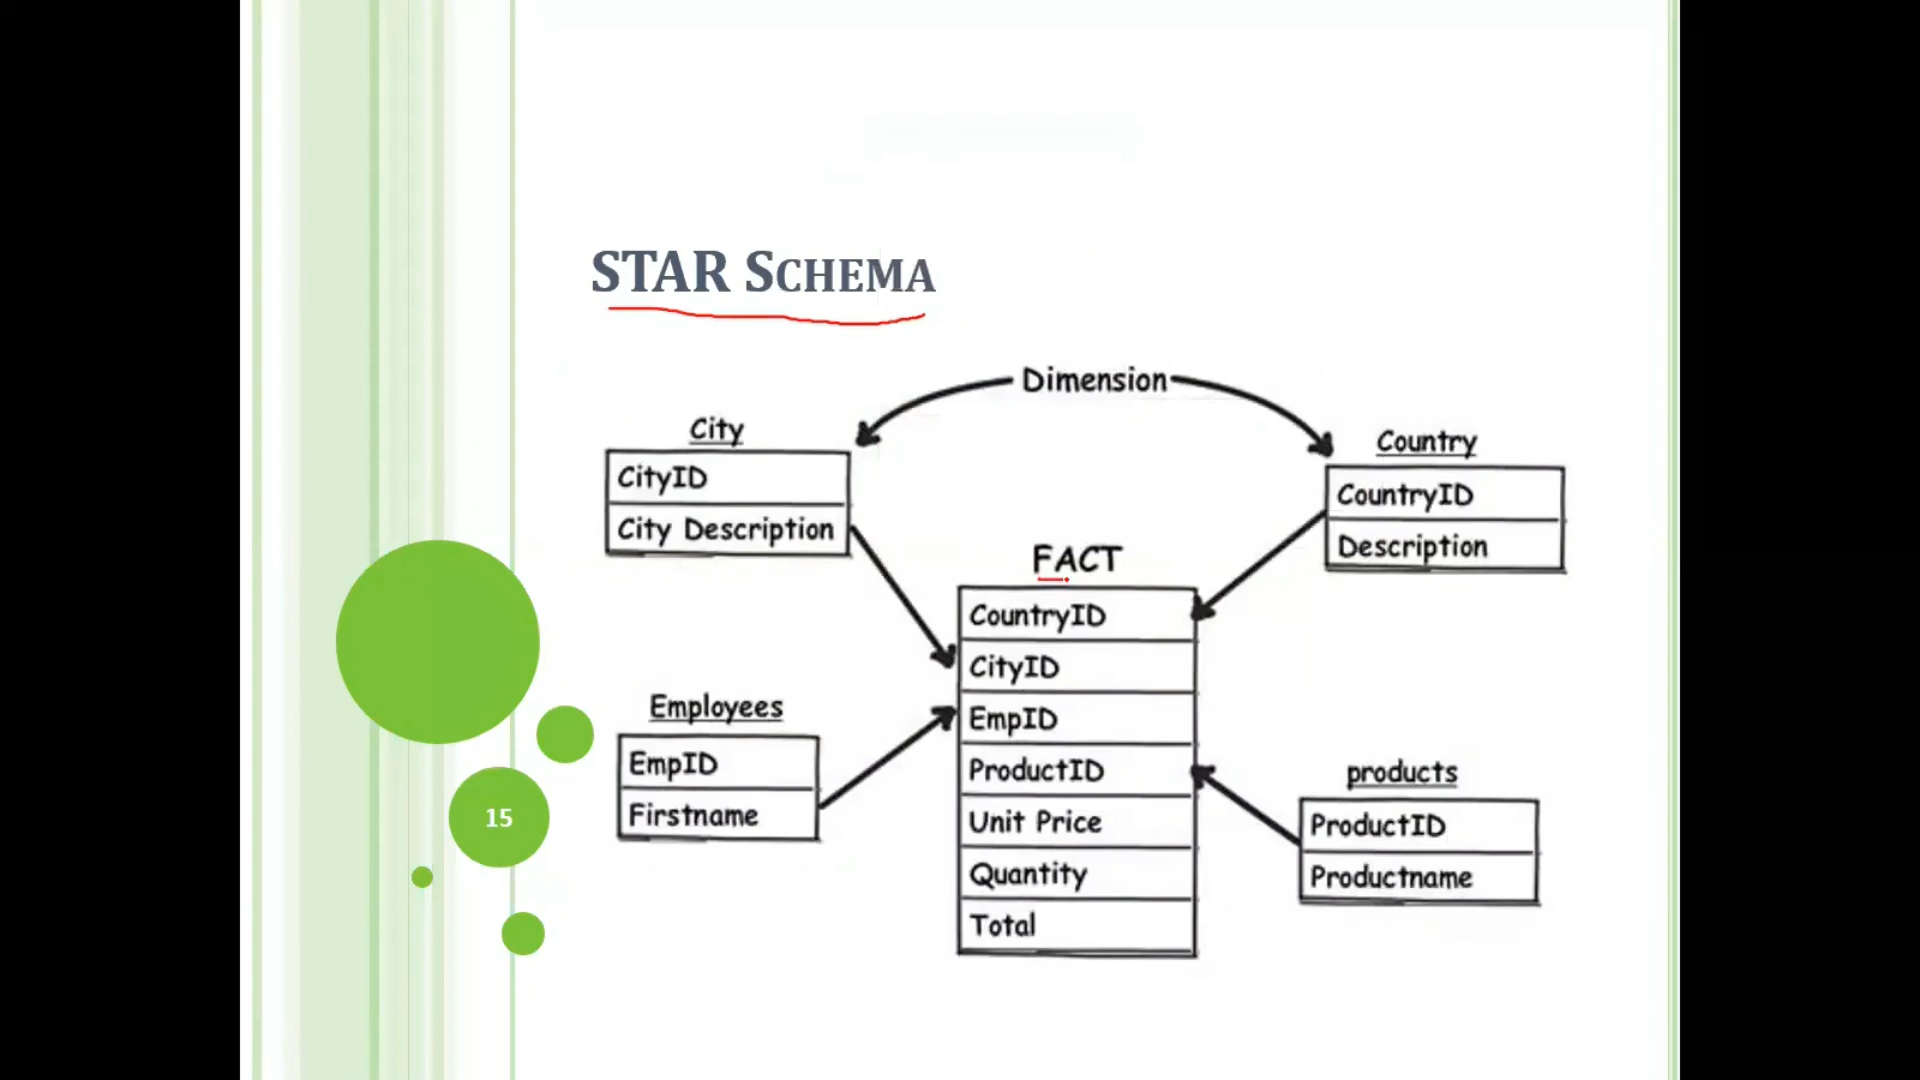 STAR SCHEMA
Dimension
City
CityID
City Description
Country
CountryID
Description
FACT
CountryID
CityID
EmpID
ProductID
Unit Price
Quantity
Total
Employees
EmpID
Firstname
products
ProductID
Productname
15